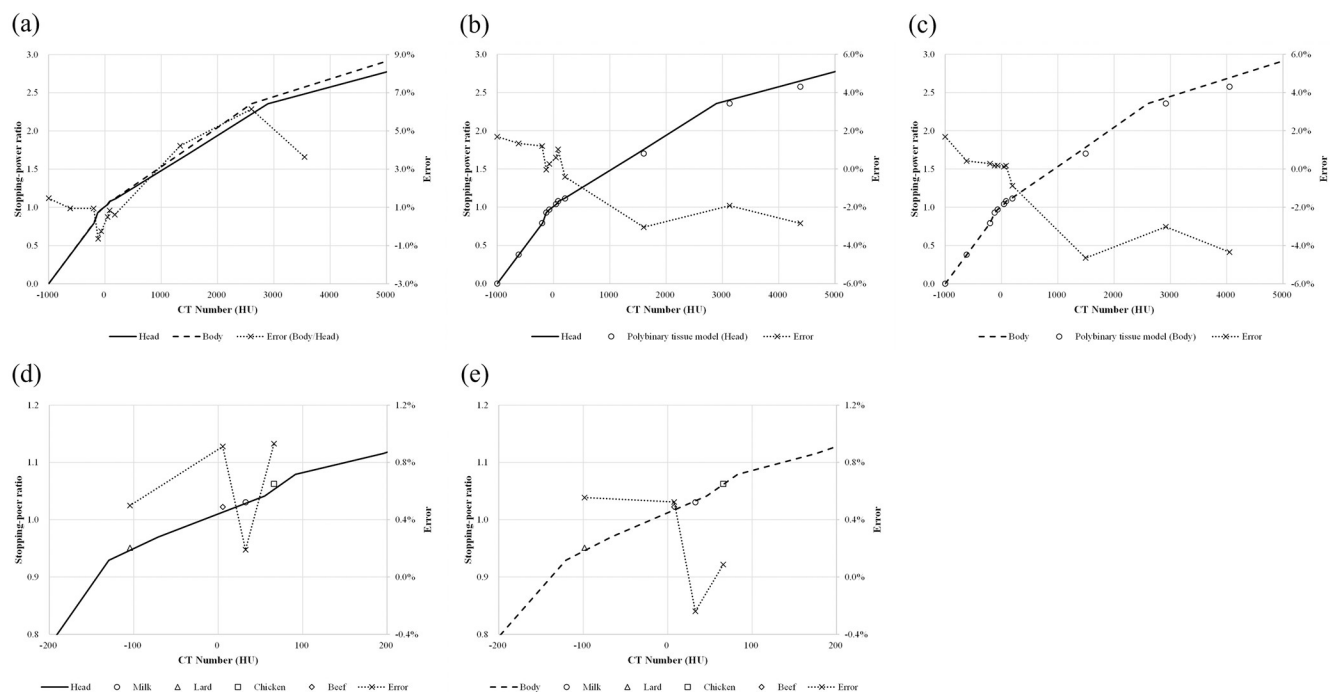 (a)
3.0
2.5
2.0
1.5
1.0
0.5
0.0
Stopping-power ratio
9.0%
7.0%
5.0%
3.0%
1.0%
-1.0%
-3.0%
Error
-1000 0 1000 2000 3000 4000 5000
CT Number (HU)
Head Body Error (Body/Head)
(b)
3.0
2.5
2.0
1.5
1.0
0.5
0.0
Stopping-power ratio
6.0%
4.0%
2.0%
0.0%
-2.0%
-4.0%
-6.0%
Error
-1000 0 1000 2000 3000 4000 5000
CT Number (HU)
Head Polybinary tissue model (Head) Error
(c)
3.0
2.5
2.0
1.5
1.0
0.5
0.0
Stopping-power ratio
6.0%
4.0%
2.0%
0.0%
-2.0%
-4.0%
-6.0%
Error
-1000 0 1000 2000 3000 4000 5000
CT Number (HU)
Body Polybinary tissue model (Body) Error
(d)
1.2
1.1
1.0
0.9
0.8
Stopping-poer ratio
1.2%
0.8%
0.4%
0.0%
-0.4%
Error
-200 -100 0 100 200
CT Number (HU)
Head Milk Lard Chicken Beef Error
(e)
1.2
1.1
1.0
0.9
0.8
Stopping-poer ratio
1.2%
0.8%
0.4%
0.0%
-0.4%
Error
-200 -100 0 100 200
CT Number (HU)
Body Milk Lard Chicken Beef Error